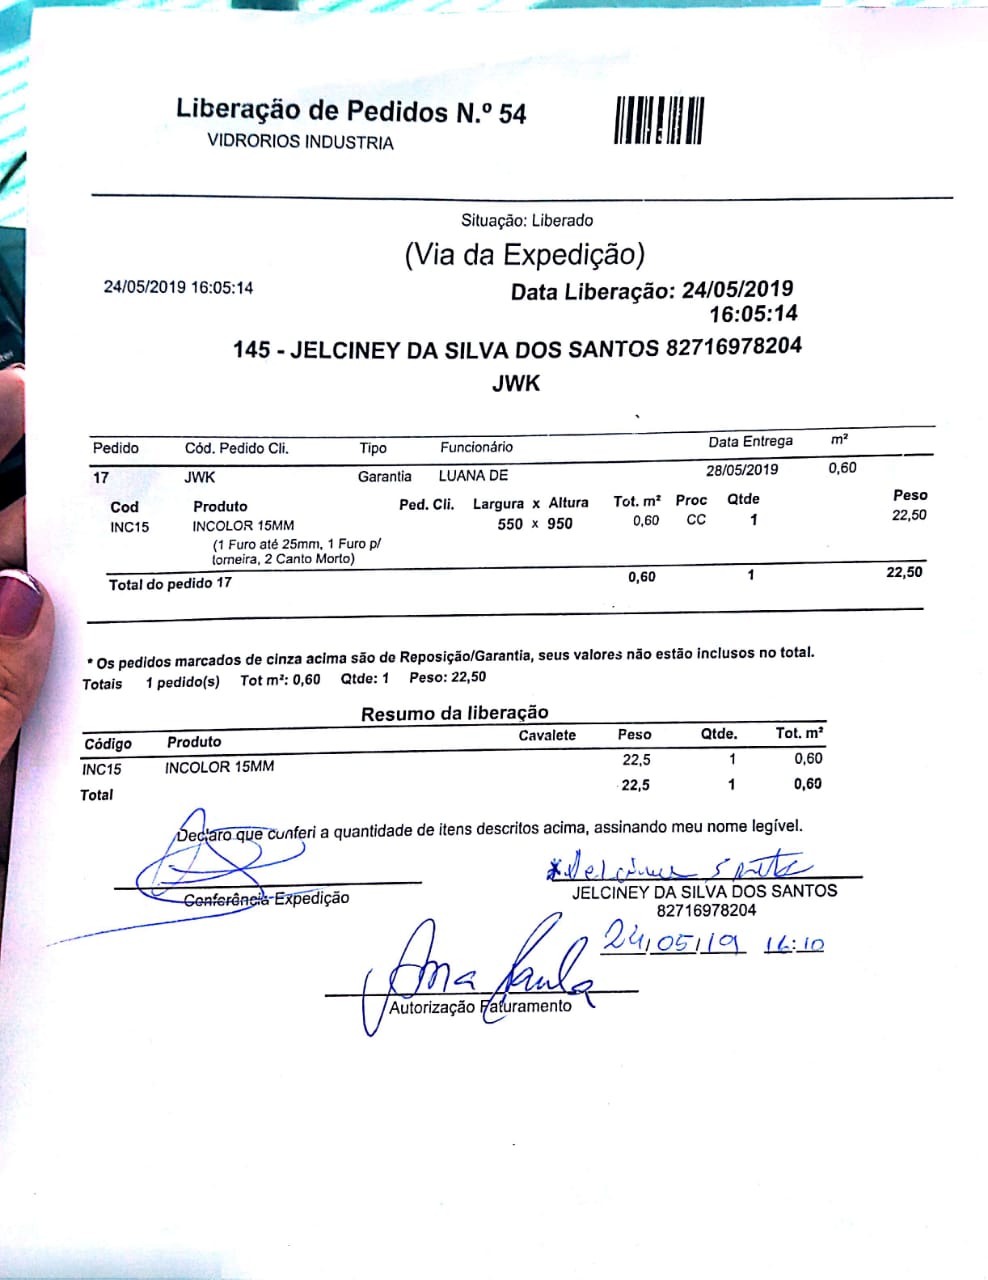 Liberação de Pedidos N.º 54
VIDRORIOS INDUSTRIA
Situação: Liberado
(Via da Expedição)
24/05/2019 16:05:14
Data Liberação: 24/05/2019
16:05:14
145 - JELCINEY DA SILVA DOS SANTOS 82716978204
JWK
Pedido Cód. Pedido Cli. Tipo Funcionário Data Entrega m²
17 JWK Garantia LUANA DE 28/05/2019 0,60
Cod Produto Ped. Cli. Largura x Altura Tot. m² Proc Qtde Peso
INC15 INCOLOR 15MM 550 x 950 0,60 CC 1 22,50
(1 Furo até 25mm, 1 Furo p/
torneira, 2 Canto Morto)
Total do pedido 17 0,60 1 22,50
* Os pedidos marcados de cinza acima são de Reposição/Garantia, seus valores não estão inclusos no total.
Totais 1 pedido(s) Tot m²: 0,60 Qtde: 1 Peso: 22,50
Resumo da liberação
Código Produto Cavalete Peso Qtde. Tot. m²
INC15 INCOLOR 15MM 22,5 1 0,60
Total 22,5 1 0,60
Declaro que conferi a quantidade de itens descritos acima, assinando meu nome legível.
Conferência Expedição
JELCINEY DA SILVA DOS SANTOS
82716978204
24/05/19 16:10
Ana Paula
Autorização Faturamento